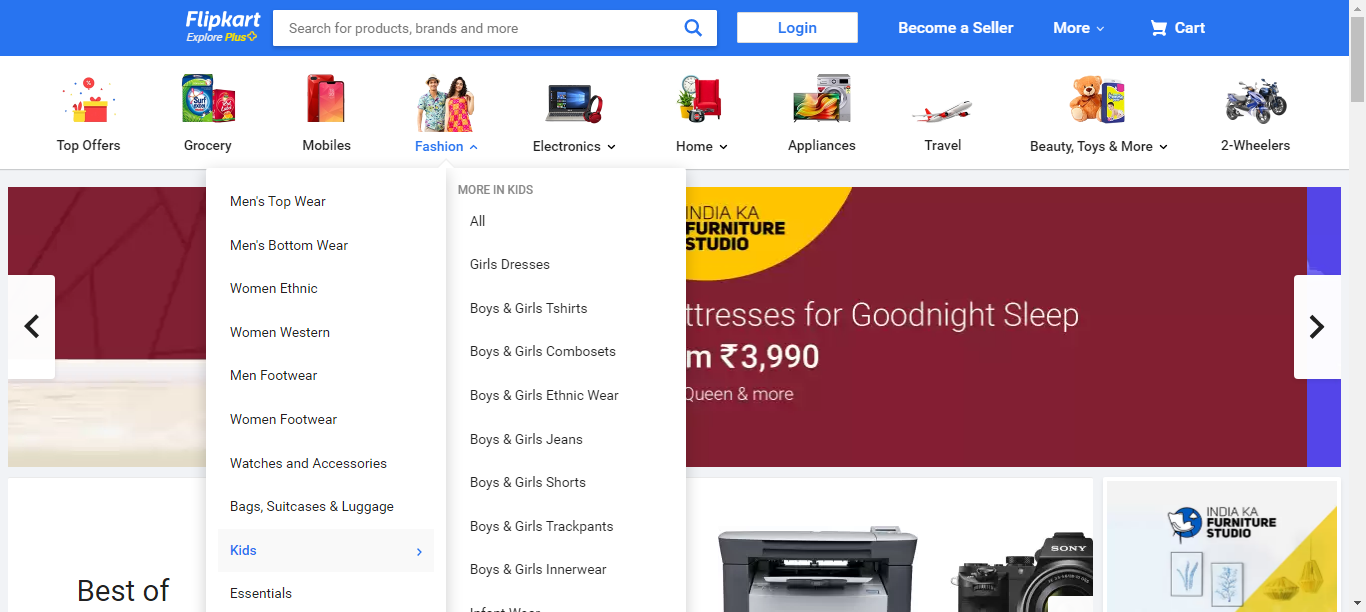 Flipkart
Explore Plus
Search for products, brands and more
Login
Become a Seller
More
Cart
Top Offers
Grocery
Mobiles
Fashion
Electronics
Home
Appliances
Travel
Beauty, Toys & More
2-Wheelers
Men's Top Wear
Men's Bottom Wear
Women Ethnic
Women Western
Men Footwear
Women Footwear
Watches and Accessories
Bags, Suitcases & Luggage
Kids
Essentials
MORE IN KIDS
All
Girls Dresses
Boys & Girls Tshirts
Boys & Girls Combosets
Boys & Girls Ethnic Wear
Boys & Girls Jeans
Boys & Girls Shorts
Boys & Girls Trackpants
Boys & Girls Innerwear
Infant Wear
INDIA KA
FURNITURE
STUDIO
ttresses for Goodnight Sleep
m ₹3,990
Queen & more
Best of
SONY
INDIA KA
FURNITURE
STUDIO